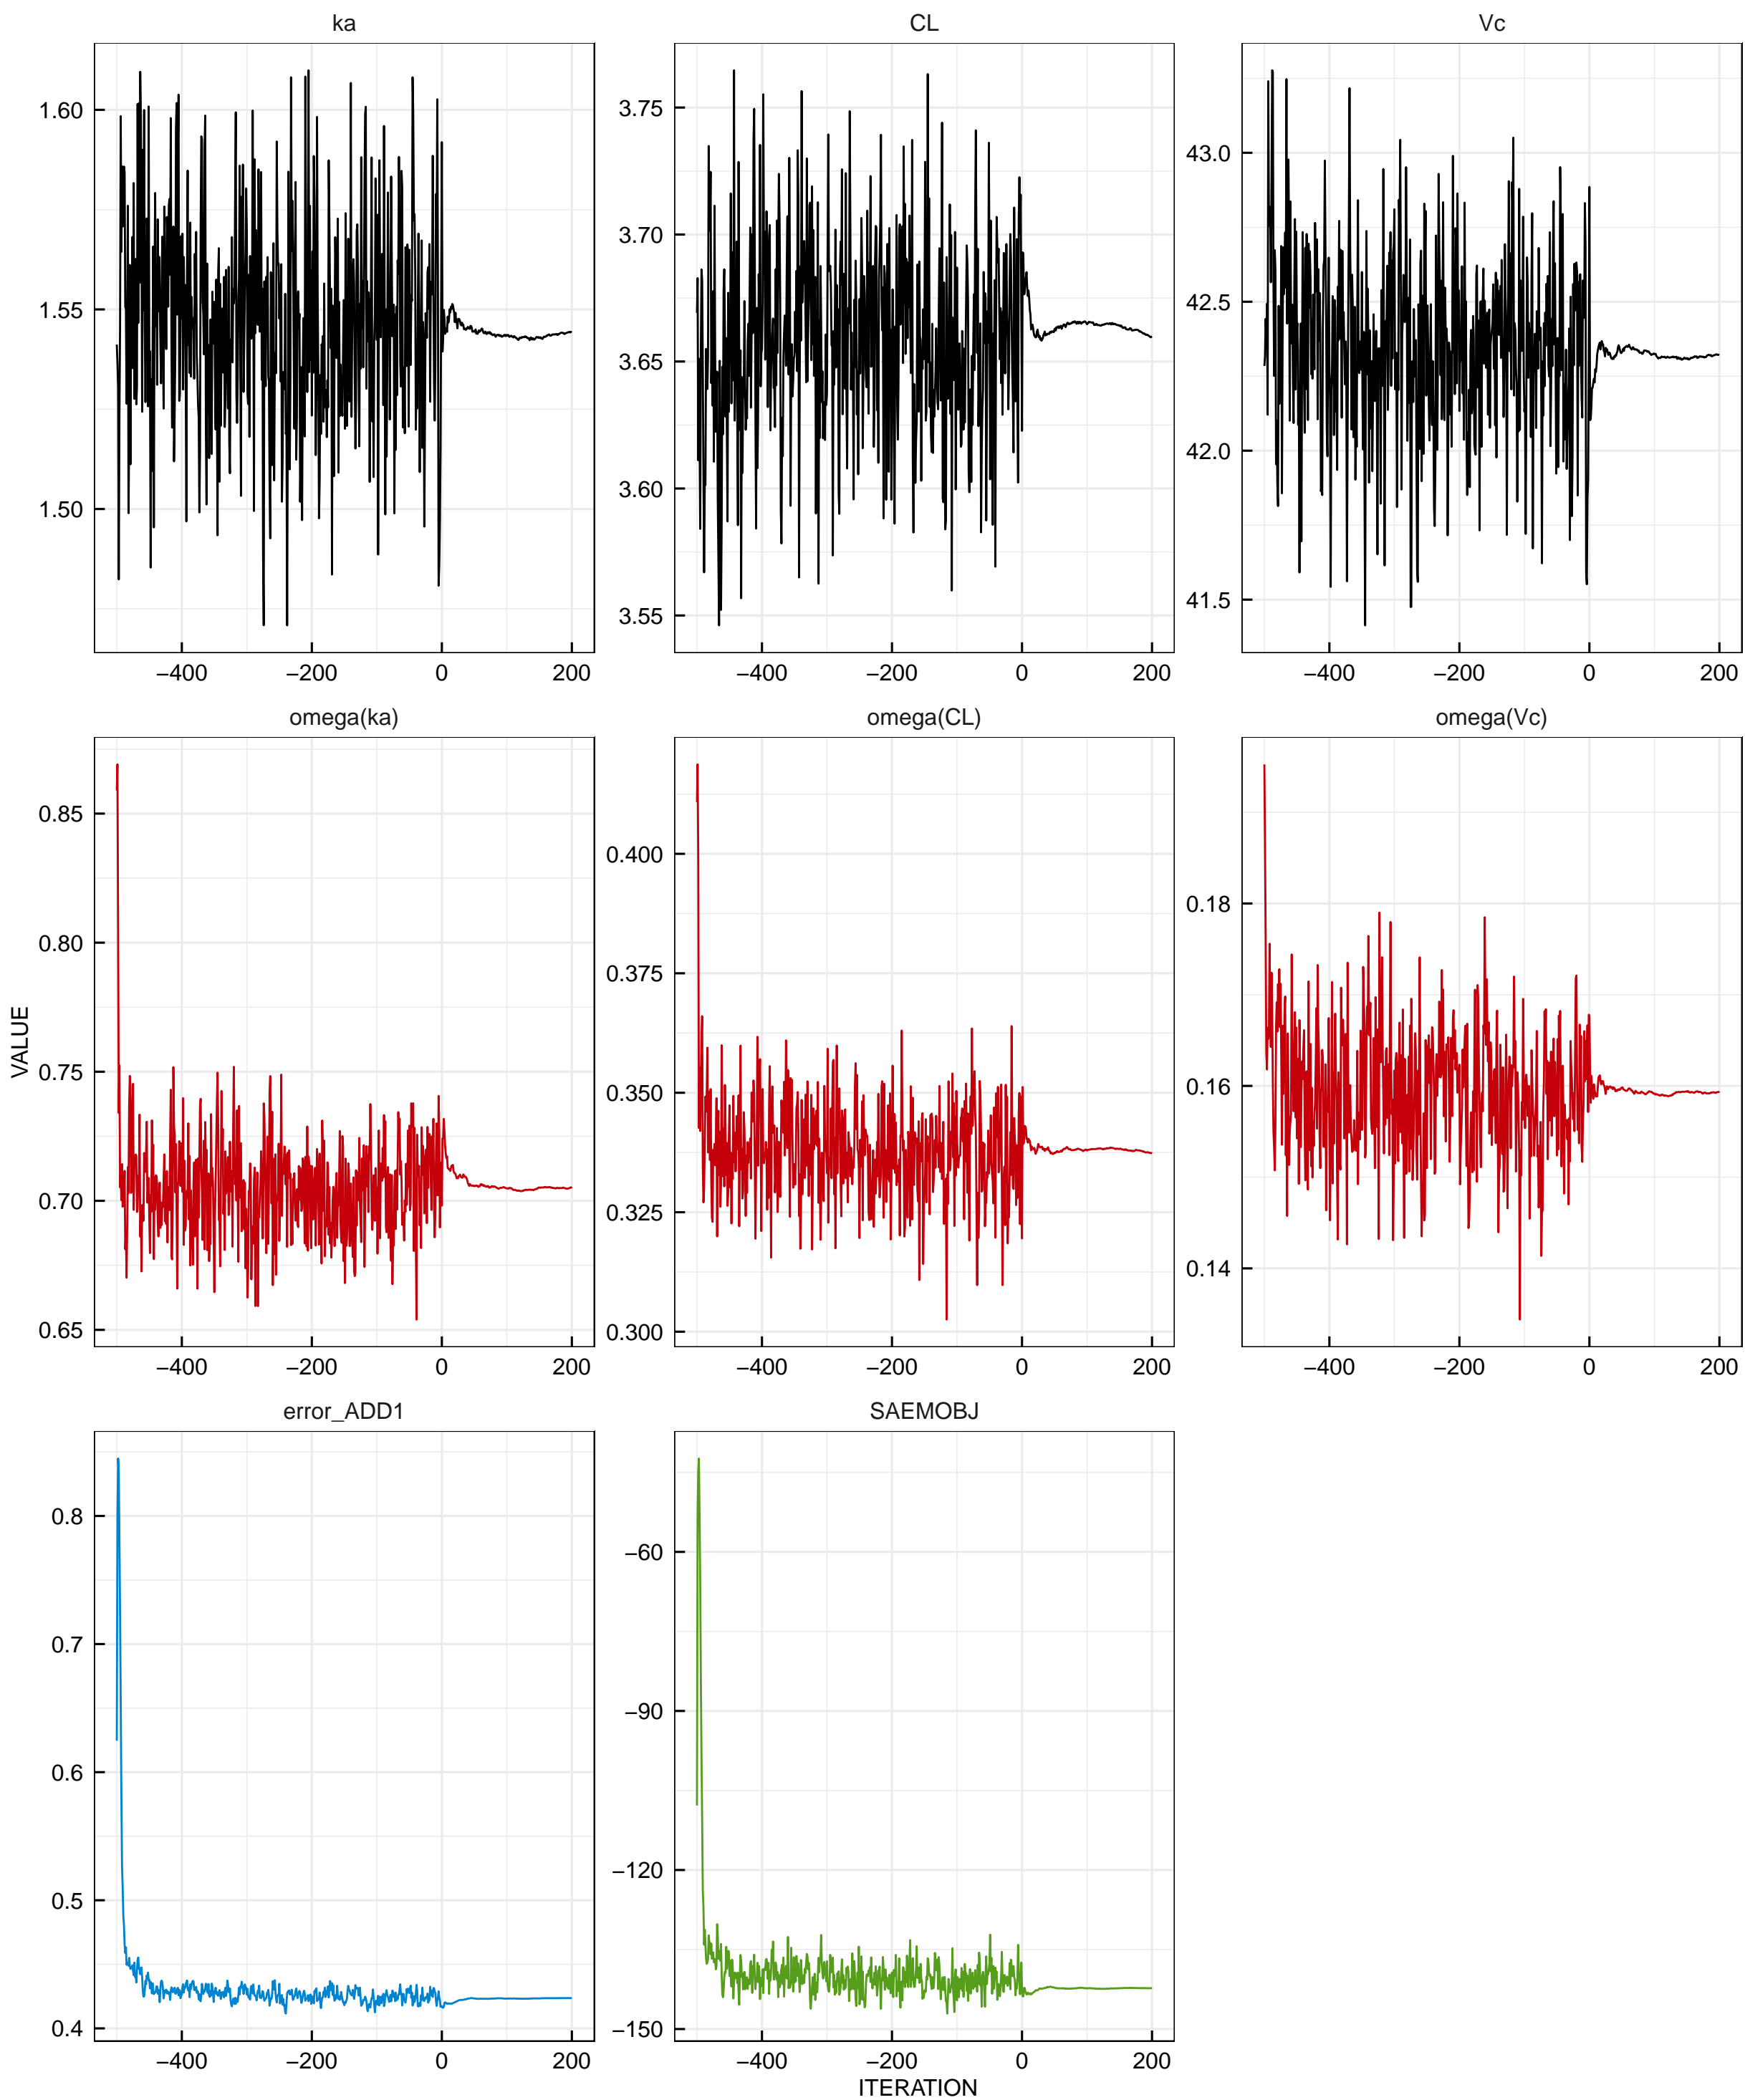 ka CL Vc
1.60 3.75 43.0
1.55 3.70 42.5
1.50 3.65 42.0
3.60 41.5
3.55
−400 −200 0 200 −400 −200 0 200 −400 −200 0 200
omega(ka) omega(CL) omega(Vc)
VALUE
0.85 0.400 0.18
0.80 0.375 0.16
0.75 0.350 0.14
0.70 0.325
0.65 0.300
−400 −200 0 200 −400 −200 0 200 −400 −200 0 200
error_ADD1 SAEMOBJ
0.8 −60
0.7 −90
0.6 −120
0.5 −150
0.4
−400 −200 0 200 −400 −200 0 200
ITERATION